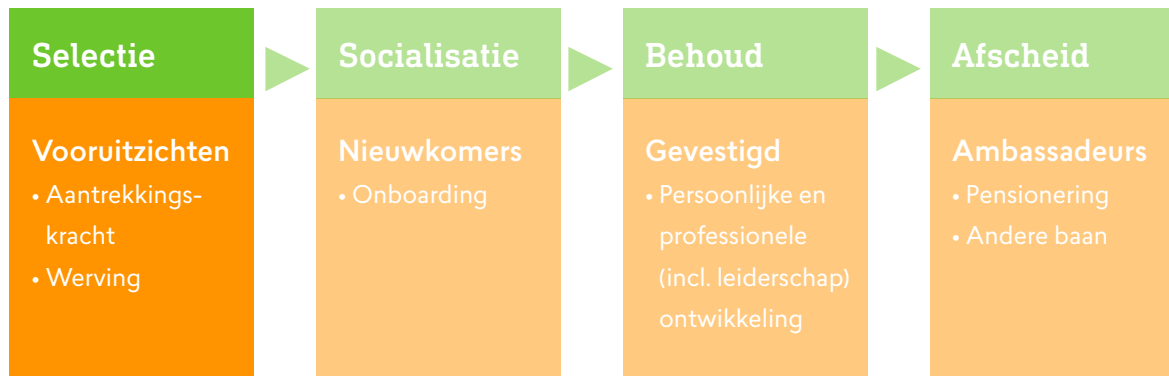 Selectie
Vooruitzichten
• Aantrekkings-
kracht
• Werving
Socialisatie
Nieuwkomers
• Onboarding
Behoud
Gevestigd
• Persoonlijke en
professionele
(incl. leiderschap)
ontwikkeling
Afscheid
Ambassadeurs
• Pensionering
• Andere baan